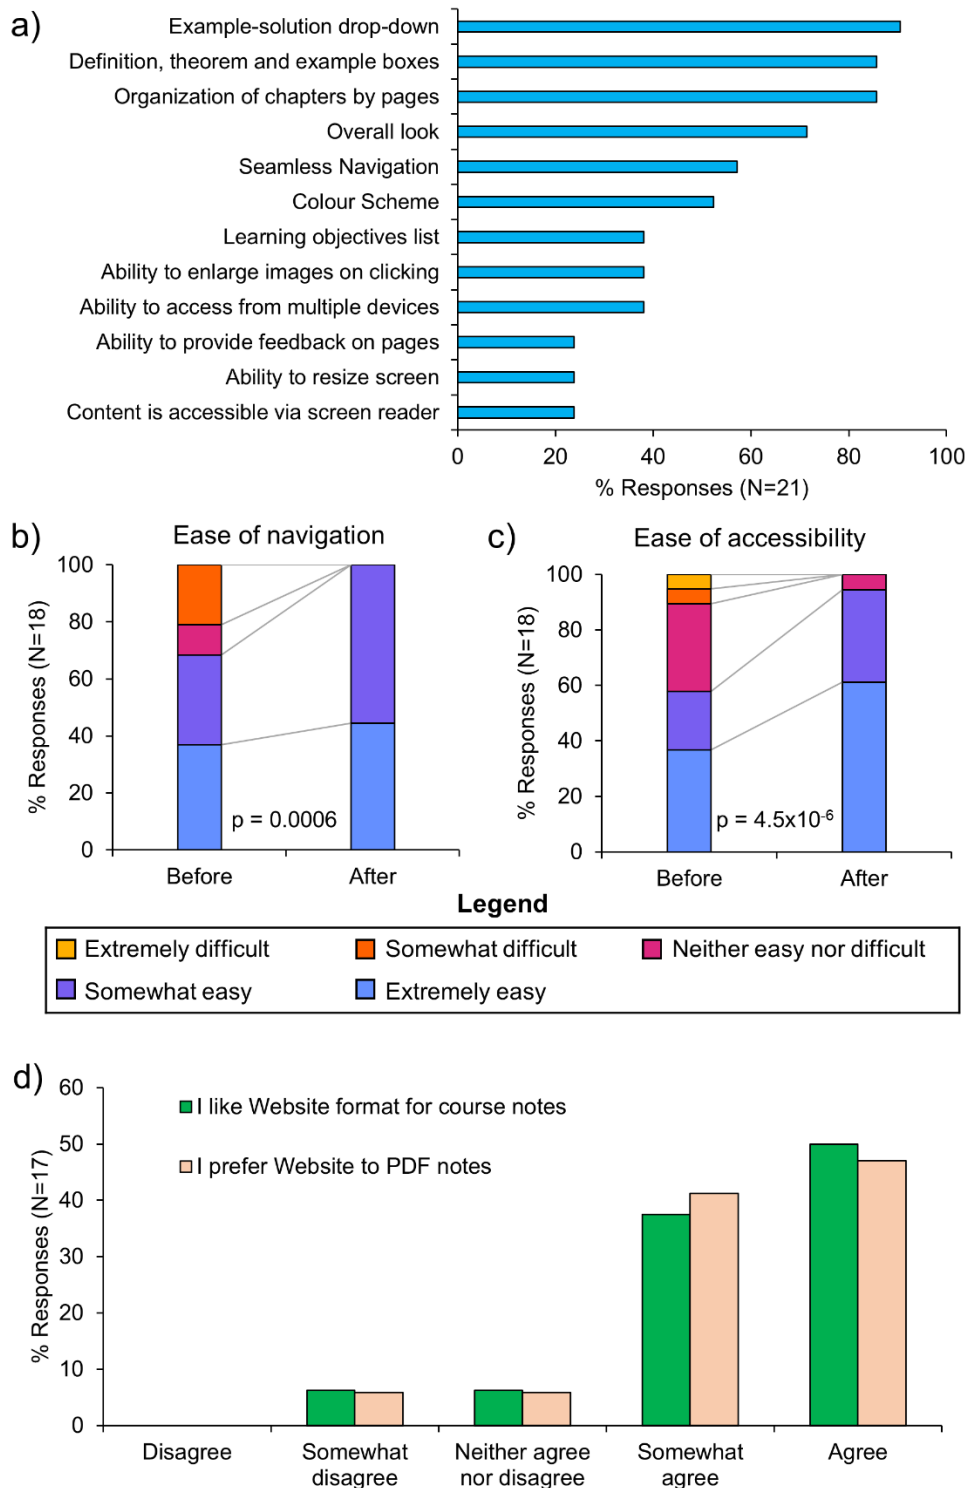 a)
Example-solution drop-down
Definition, theorem and example boxes
Organization of chapters by pages
Overall look
Seamless Navigation
Colour Scheme
Learning objectives list
Ability to enlarge images on clicking
Ability to access from multiple devices
Ability to provide feedback on pages
Ability to resize screen
Content is accessible via screen reader
0 20 40 60 80 100
% Responses (N=21)
b)
Ease of navigation
% Responses (N=18)
100
80
60
40
20
0
p = 0.0006
Before After
c)
Ease of accessibility
% Responses (N=18)
100
80
60
40
20
0
p = 4.5x10⁻⁶
Before After
Legend
Extremely difficult Somewhat difficult Neither easy nor difficult
Somewhat easy Extremely easy
d)
% Responses (N=17)
60
50
40
30
20
10
0
I like Website format for course notes
I prefer Website to PDF notes
Disagree
Somewhat
disagree
Neither agree
nor disagree
Somewhat
agree
Agree